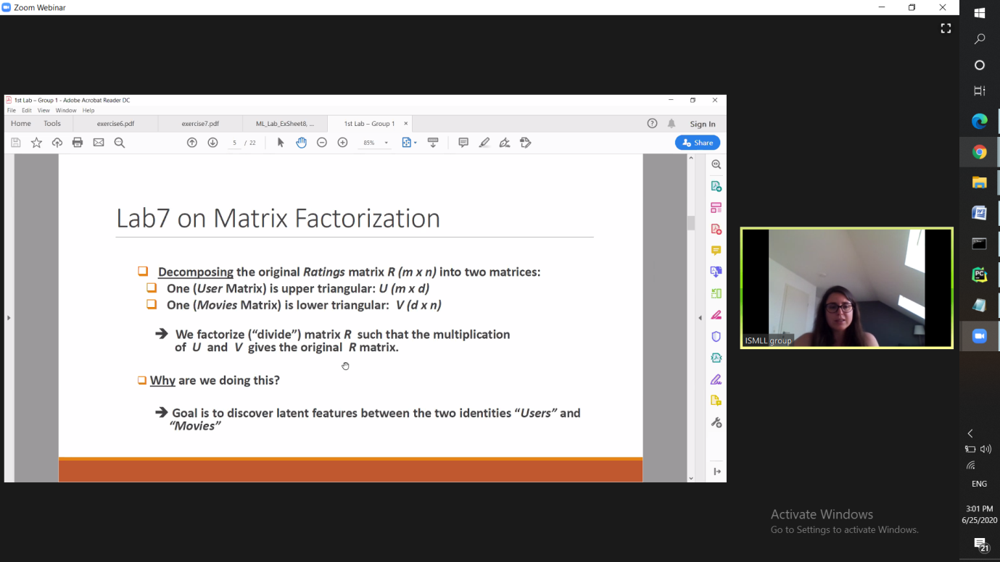 Zoom Webinar
1st Lab – Group 1 - Adobe Acrobat Reader DC
File Edit View Window Help
Home Tools exercise6.pdf exercise7.pdf ML_Lab_ExSheet8, ... 1st Lab – Group 1 × Sign In
5 / 22 85% Share
Lab7 on Matrix Factorization
Decomposing the original Ratings matrix R (m x n) into two matrices:
One (User Matrix) is upper triangular: U (m x d)
One (Movies Matrix) is lower triangular: V (d x n)
➔ We factorize (“divide”) matrix R such that the multiplication
of U and V gives the original R matrix.
Why are we doing this?
➔ Goal is to discover latent features between the two identities “Users” and
“Movies”
ISMLL group
PC
ENG
3:01 PM
6/25/2020
21
Activate Windows
Go to Settings to activate Windows.